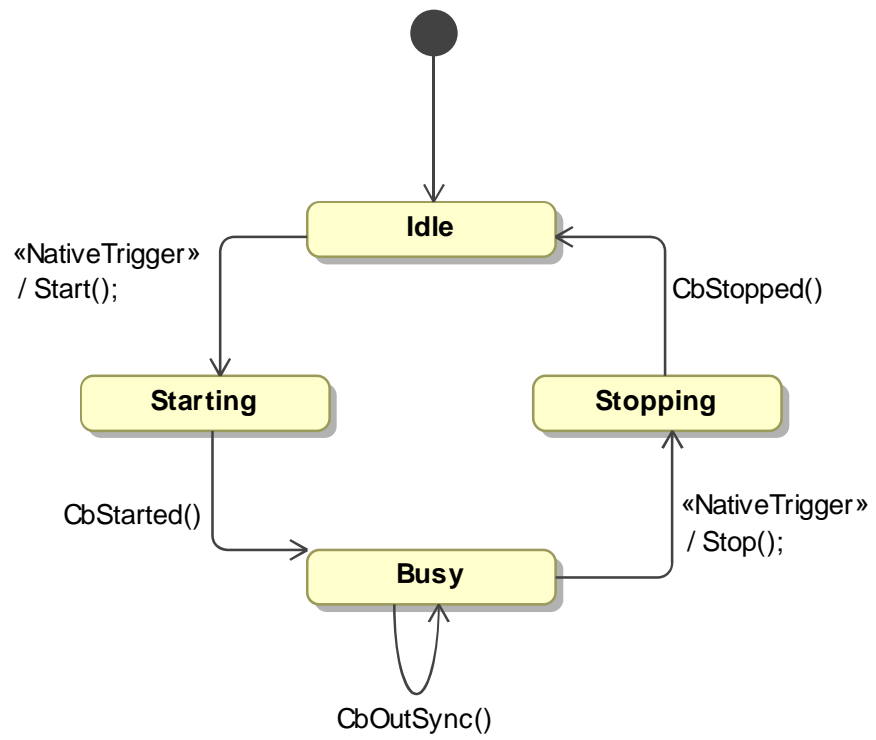 Idle
«NativeTrigger»
/ Start();
CbStopped()
Starting
Stopping
CbStarted()
«NativeTrigger»
/ Stop();
Busy
CbOutSync()